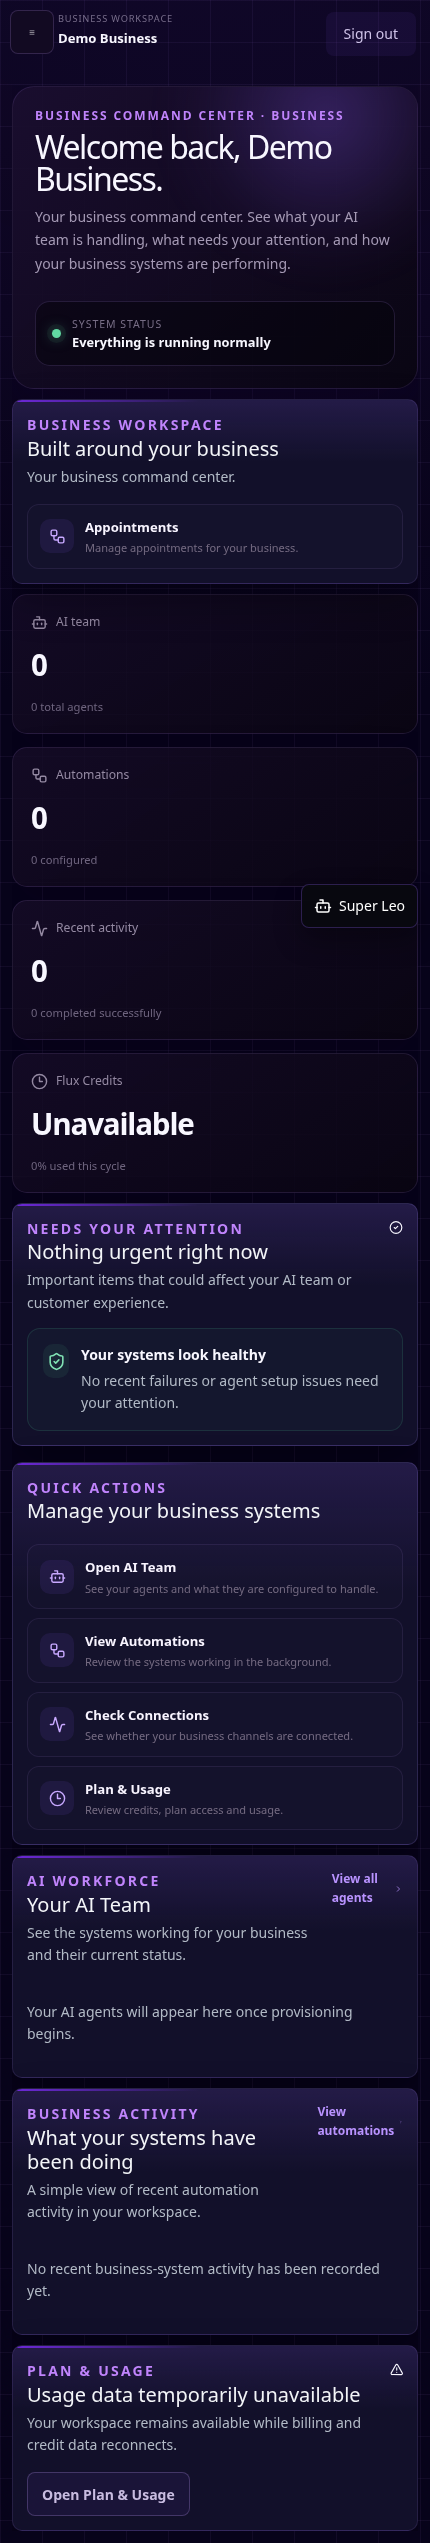 BUSINESS WORKSPACE
Demo Business
Sign out
BUSINESS COMMAND CENTER · BUSINESS
Welcome back, Demo
Business.
Your business command center. See what your AI
team is handling, what needs your attention, and how
your business systems are performing.
SYSTEM STATUS
Everything is running normally
BUSINESS WORKSPACE
Built around your business
Your business command center.
Appointments
Manage appointments for your business.
AI team
0
0 total agents
Automations
0
0 configured
Super Leo
Recent activity
0
0 completed successfully
Flux Credits
Unavailable
0% used this cycle
NEEDS YOUR ATTENTION
Nothing urgent right now
Important items that could affect your AI team or
customer experience.
Your systems look healthy
No recent failures or agent setup issues need
your attention.
QUICK ACTIONS
Manage your business systems
Open AI Team
See your agents and what they are configured to handle.
View Automations
Review the systems working in the background.
Check Connections
See whether your business channels are connected.
Plan & Usage
Review credits, plan access and usage.
AI WORKFORCE
Your AI Team
See the systems working for your business
and their current status.
View all
agents
Your AI agents will appear here once provisioning
begins.
BUSINESS ACTIVITY
What your systems have
been doing
A simple view of recent automation
activity in your workspace.
View
automations
No recent business-system activity has been recorded
yet.
PLAN & USAGE
Usage data temporarily unavailable
Your workspace remains available while billing and
credit data reconnects.
Open Plan & Usage